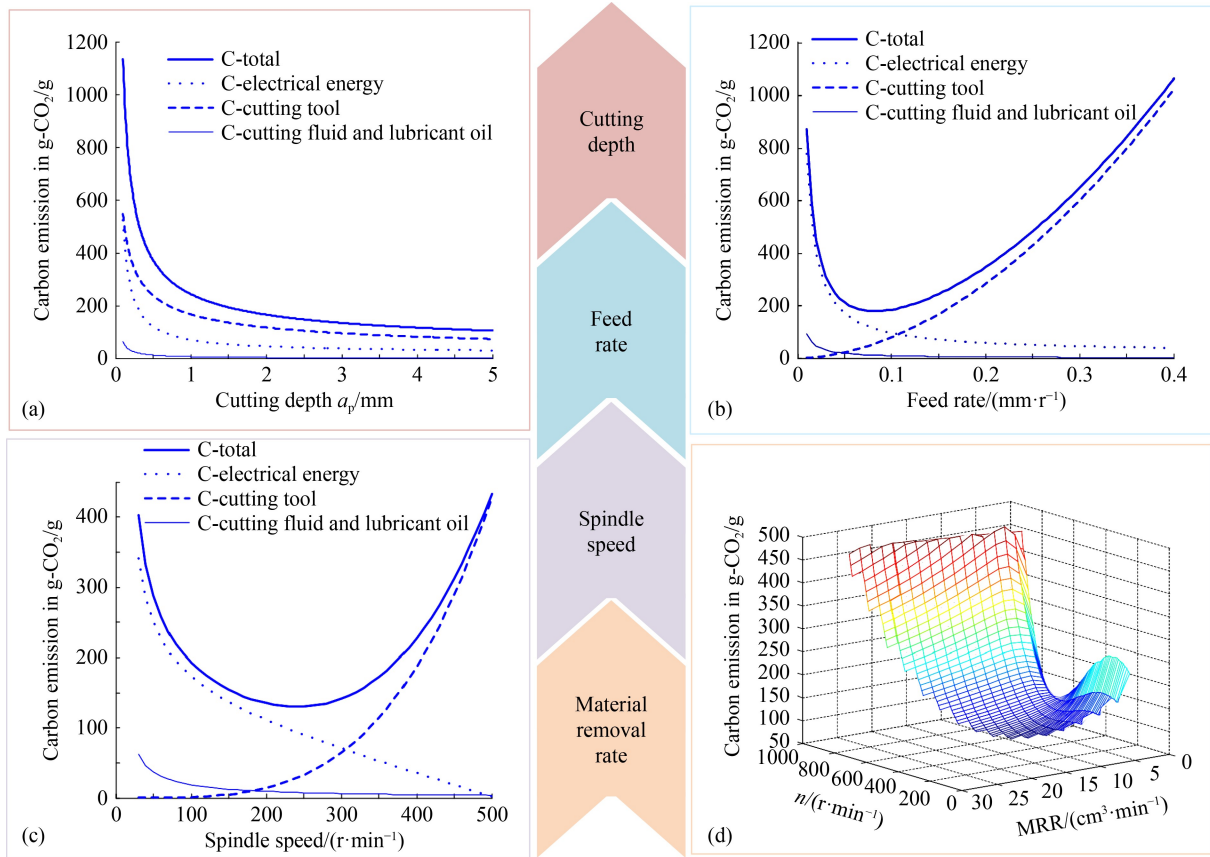 1200
1000
800
600
400
200
0
Carbon emission in g-CO₂/g
C-total
C-electrical energy
C-cutting tool
C-cutting fluid and lubricant oil
0
1
2
3
4
5
Cutting depth aₚ/mm
(a)
Cutting
depth
Feed
rate
Spindle
speed
Material
removal
rate
1200
1000
800
600
400
200
0
Carbon emission in g-CO₂/g
C-total
C-electrical energy
C-cutting tool
C-cutting fluid and lubricant oil
0
0.1
0.2
0.3
0.4
Feed rate/(mm·r⁻¹)
(b)
400
300
200
100
0
Carbon emission in g-CO₂/g
C-total
C-electrical energy
C-cutting tool
C-cutting fluid and lubricant oil
0
100
200
300
400
500
Spindle speed/(r·min⁻¹)
(c)
500
450
400
350
300
250
200
150
100
50
Carbon emission in g-CO₂/g
1000
800
600
400
200
0
n/(r·min⁻¹)
30
25
20
15
10
5
0
MRR/(cm³·min⁻¹)
(d)